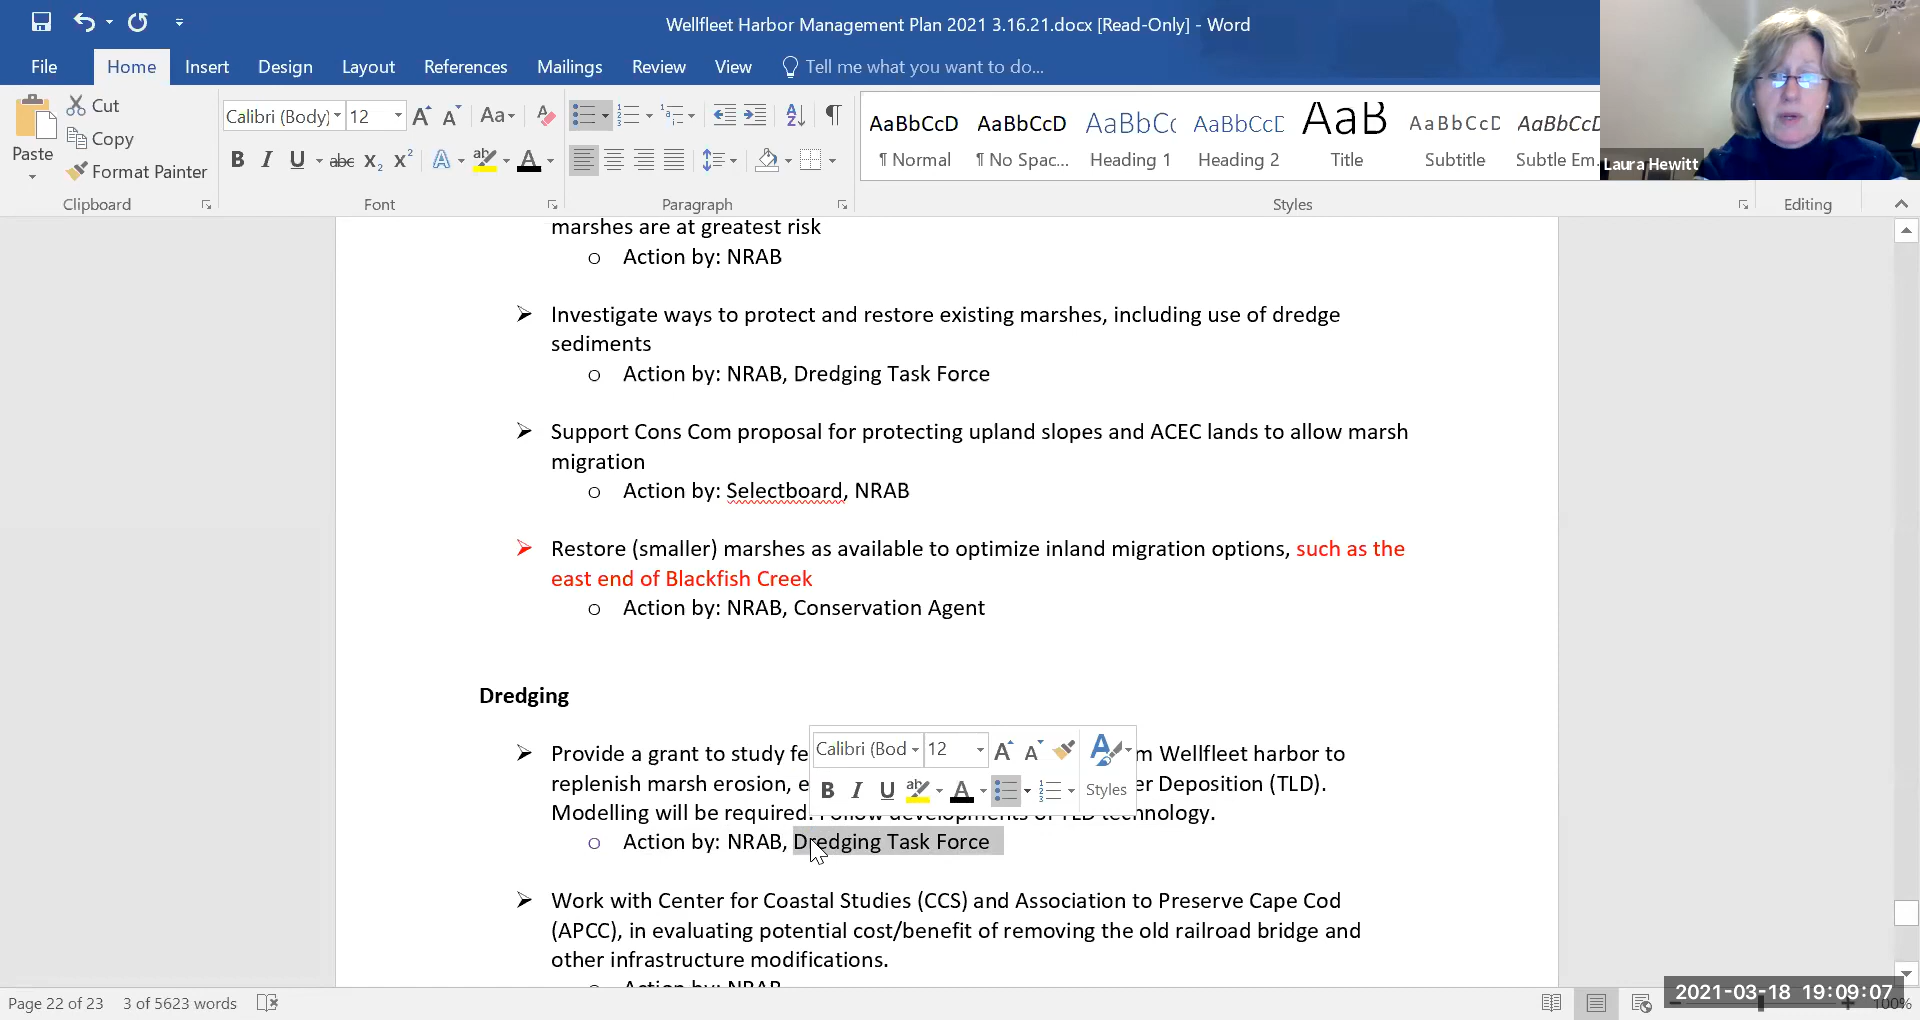 Wellfleet Harbor Management Plan 2021 3.16.21.docx [Read-Only] - Word
File Home Insert Design Layout References Mailings Review View Tell me what you want to do...
Paste
Cut
Copy
Format Painter
Calibri (Body) 12
AaBbCcD AaBbCcD AaBbCc AaBbCcD AaB AaBbCcD AaBbCcD
¶ Normal ¶ No Spac... Heading 1 Heading 2 Title Subtitle Subtle Em...
Laura Hewitt
Clipboard Font Paragraph Styles Editing
marshes are at greatest risk
o Action by: NRAB
➢ Investigate ways to protect and restore existing marshes, including use of dredge
sediments
o Action by: NRAB, Dredging Task Force
➢ Support Cons Com proposal for protecting upland slopes and ACEC lands to allow marsh
migration
o Action by: Selectboard, NRAB
➢ Restore (smaller) marshes as available to optimize inland migration options, such as the
east end of Blackfish Creek
o Action by: NRAB, Conservation Agent
Dredging
➢ Provide a grant to study fe m Wellfleet harbor to
replenish marsh erosion, e er Deposition (TLD).
Modelling will be required. Follow developments of TLD technology.
Calibri (Bod 12
B I U Styles
o Action by: NRAB, Dredging Task Force
➢ Work with Center for Coastal Studies (CCS) and Association to Preserve Cape Cod
(APCC), in evaluating potential cost/benefit of removing the old railroad bridge and
other infrastructure modifications.
o Action by: NRAB
Page 22 of 23 3 of 5623 words
2021-03-18 19:09:07
100%